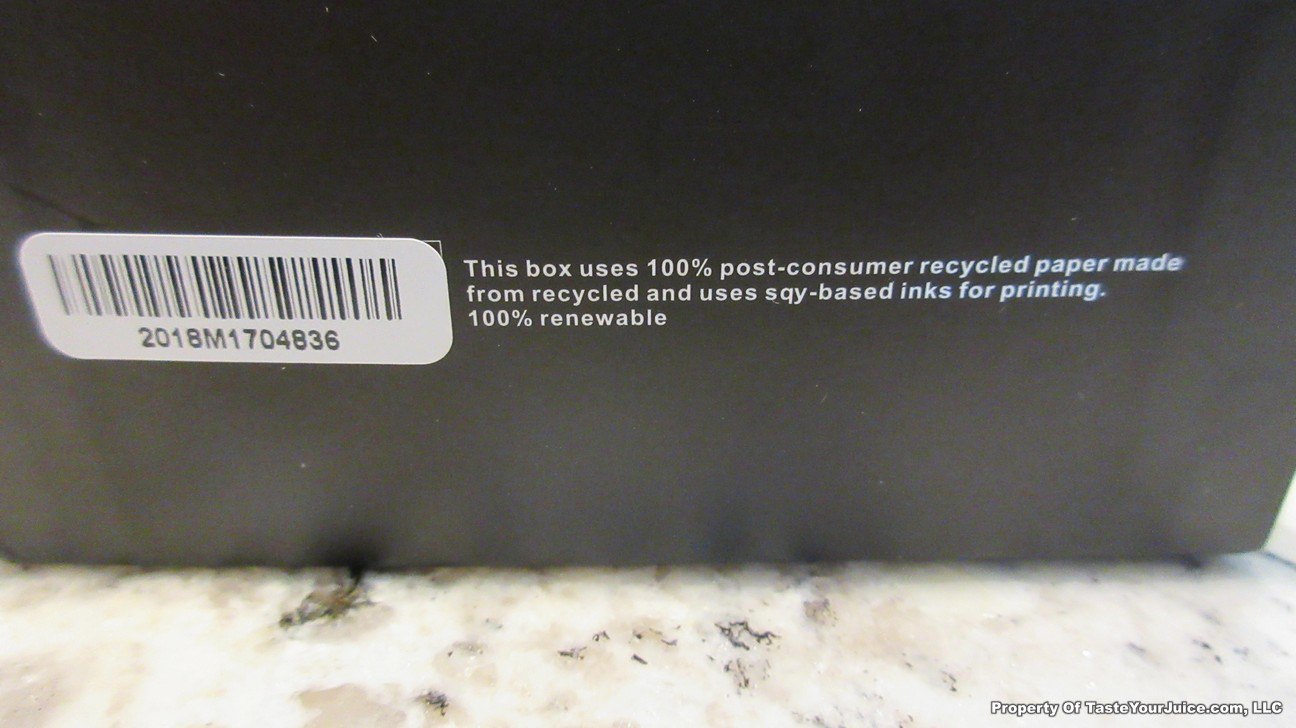 This box uses 100% post-consumer recycled paper made
from recycled and uses sqy-based inks for printing.
100% renewable
2018M1704836
Property Of TasteYourJuice.com, LLC